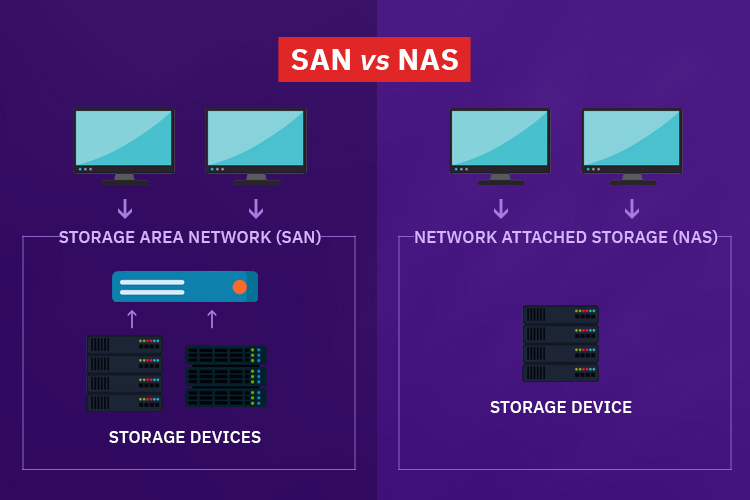 SAN vs NAS
STORAGE AREA NETWORK (SAN)
STORAGE DEVICES
NETWORK ATTACHED STORAGE (NAS)
STORAGE DEVICE